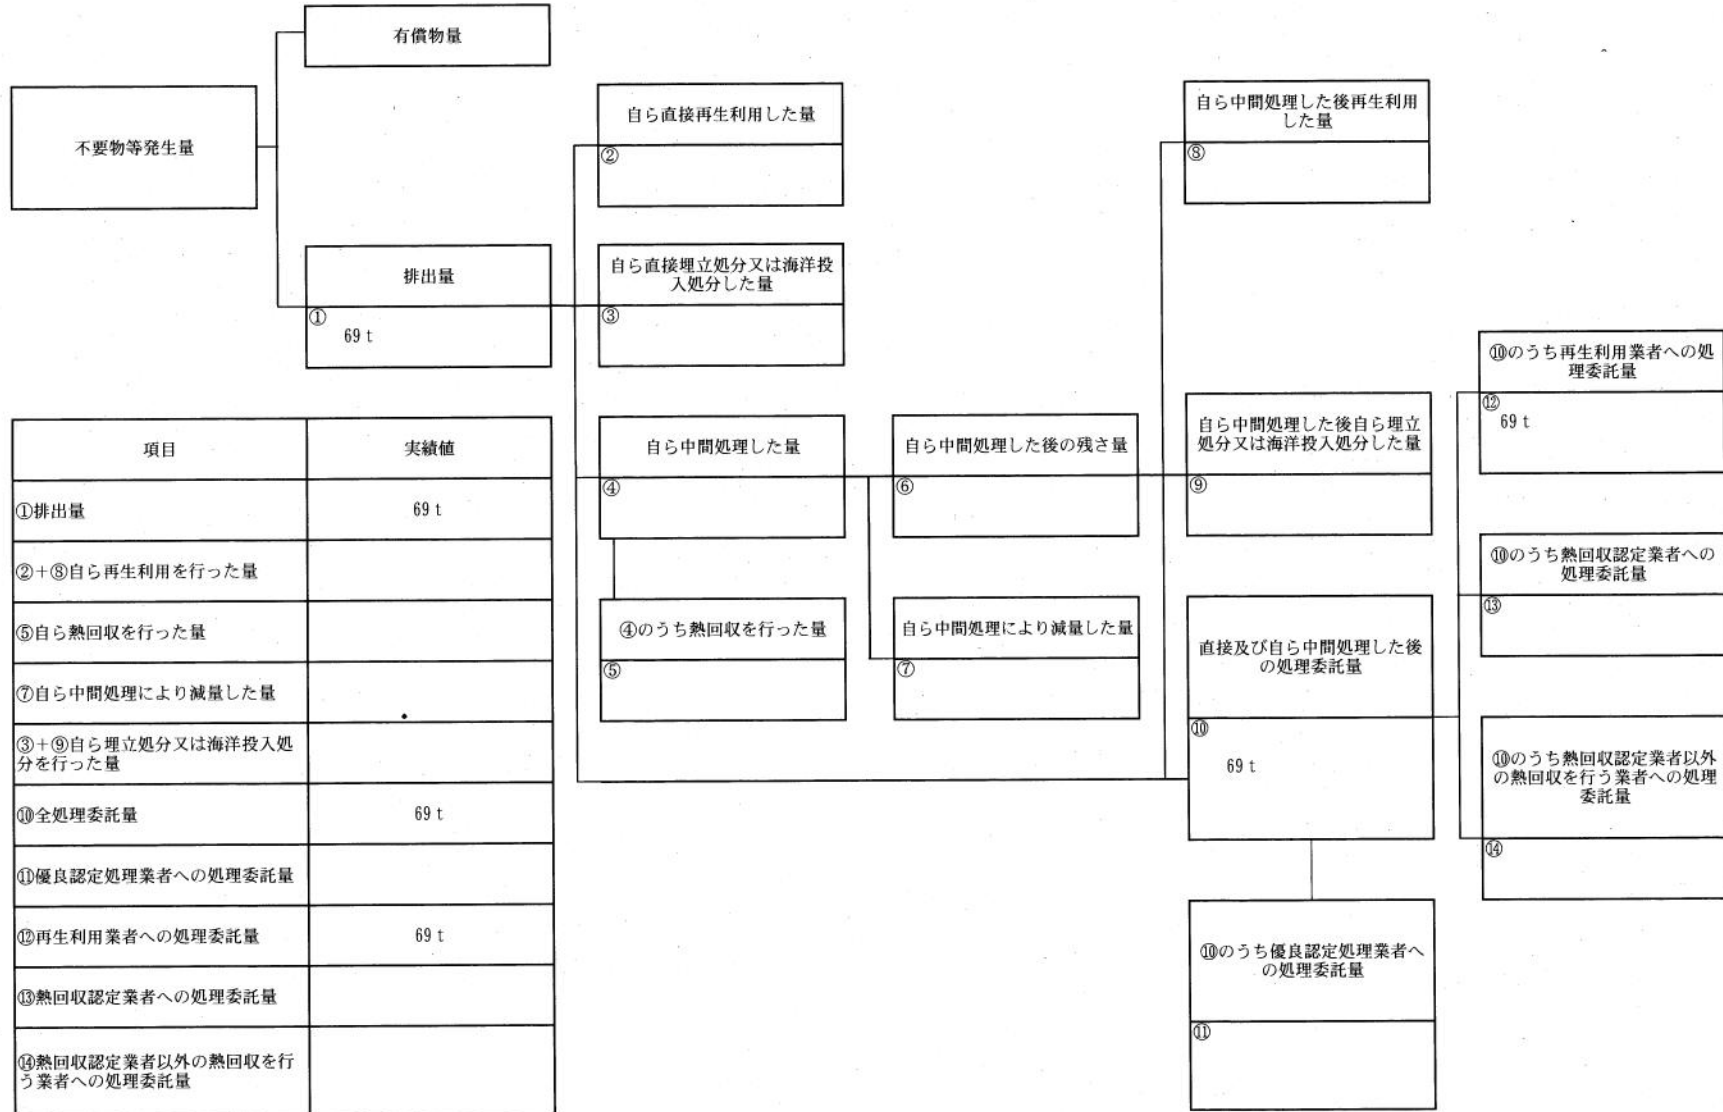 有償物量
不要物等発生量
自ら直接再生利用した量
②
自ら中間処理した後再生利用
した量
⑧
排出量
①
69 t
自ら直接埋立処分又は海洋投
入処分した量
③
⑩のうち再生利用業者への処
理委託量
⑫
69 t
項目
実績値
①排出量
69 t
②+⑧自ら再生利用を行った量
⑤自ら熱回収を行った量
⑦自ら中間処理により減量した量
③+⑨自ら埋立処分又は海洋投入処
分を行った量
⑩全処理委託量
69 t
⑪優良認定処理業者への処理委託量
⑫再生利用業者への処理委託量
69 t
⑬熱回収認定業者への処理委託量
⑭熱回収認定業者以外の熱回収を行
う業者への処理委託量
自ら中間処理した量
④
自ら中間処理した後の残さ量
⑥
自ら中間処理した後自ら埋立
処分又は海洋投入処分した量
⑨
④のうち熱回収を行った量
⑤
自ら中間処理により減量した量
⑦
直接及び自ら中間処理した後
の処理委託量
⑩
69 t
⑩のうち熱回収認定業者への
処理委託量
⑬
⑩のうち熱回収認定業者以外
の熱回収を行う業者への処理
委託量
⑭
⑩のうち優良認定処理業者へ
の処理委託量
⑪